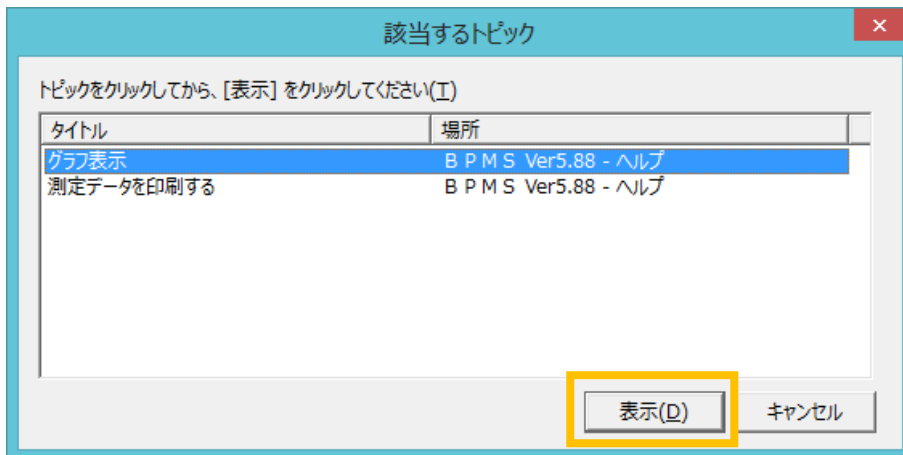 該当するトピック
トピックをクリックしてから、[表示] をクリックしてください(T)
タイトル 場所
グラフ表示 ＢＰＭＳ Ver5.88 - ヘルプ
測定データを印刷する ＢＰＭＳ Ver5.88 - ヘルプ
表示(D) キャンセル